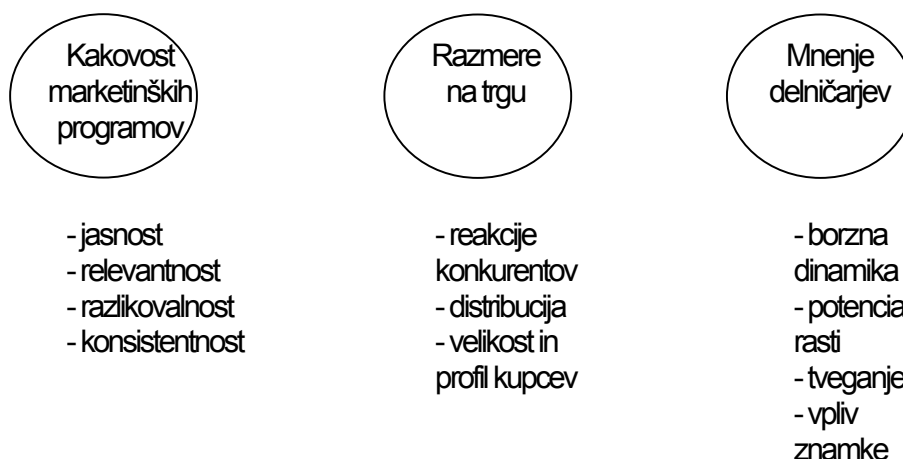 Kakovost
marketinških
programov
- jasnost
- relevantnost
- razlikovalnost
- konsistentnost
Razmere
na trgu
- reakcije
konkurentov
- distribucija
- velikost in
profil kupcev
Mnenje
delničarjev
- borzna
dinamika
- potencia
rasti
- tveganje
- vpliv
znamke